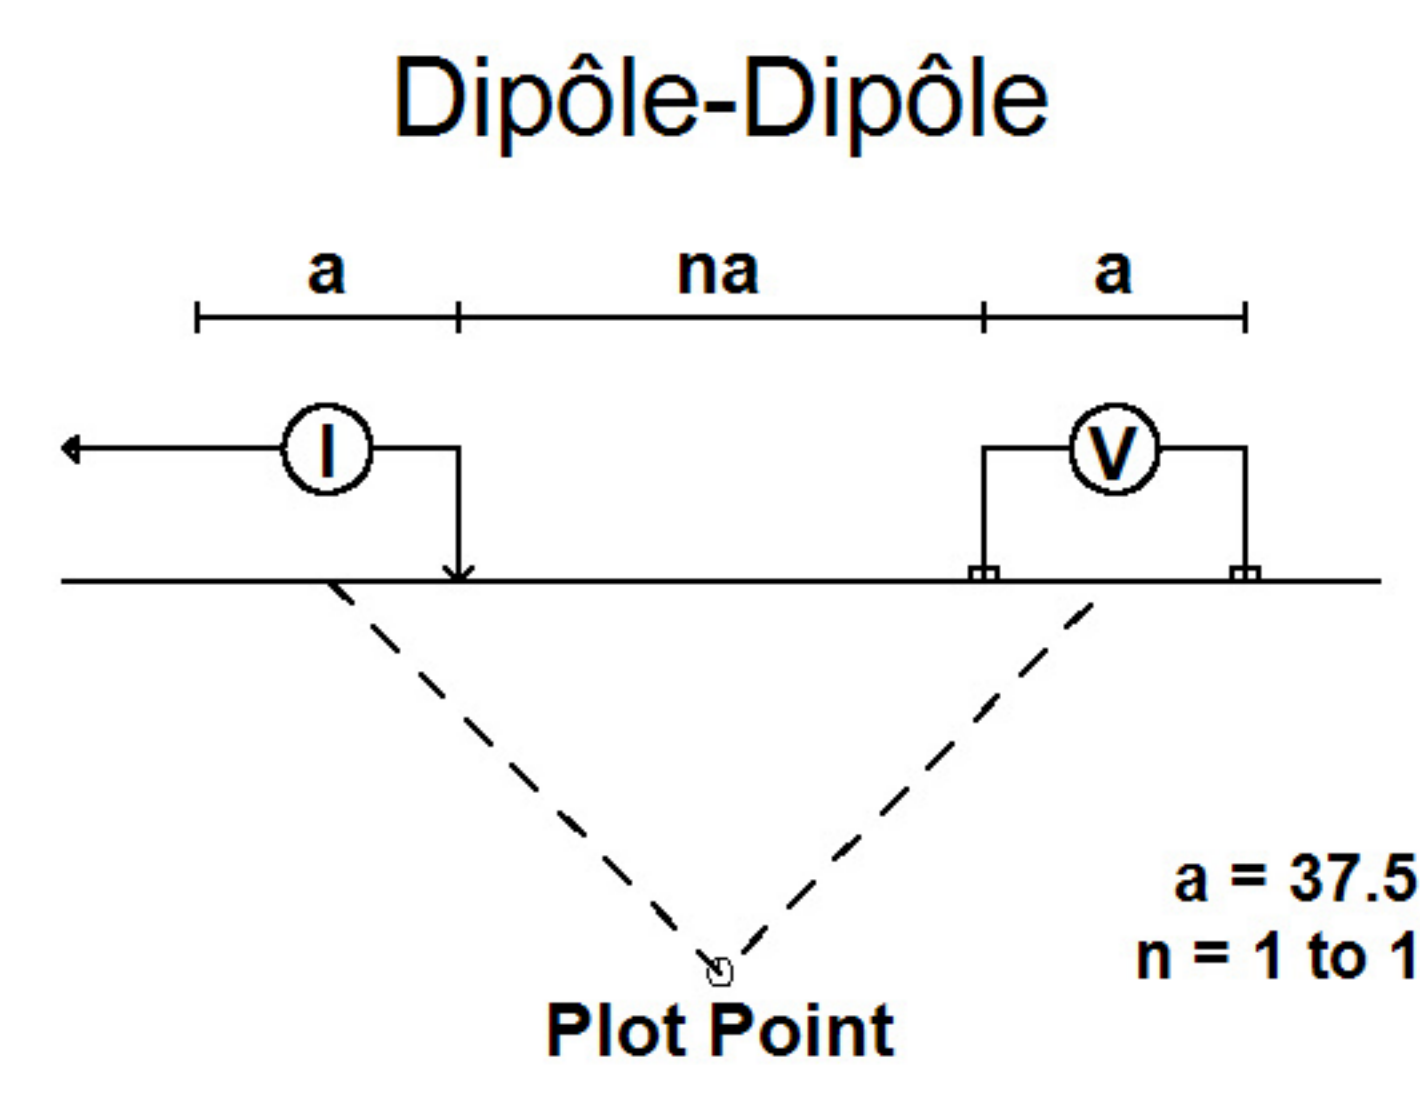 Dipôle-Dipôle
a na a
I V
a = 37.5
n = 1 to 1
Plot Point